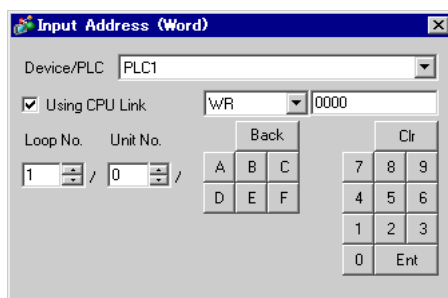 Input Address (Word)
Device/PLC PLC1
Using CPU Link WR 0000
Loop No. Unit No. Back Clr
1 / 0 / A B C 7 8 9
D E F 4 5 6
1 2 3
0 Ent